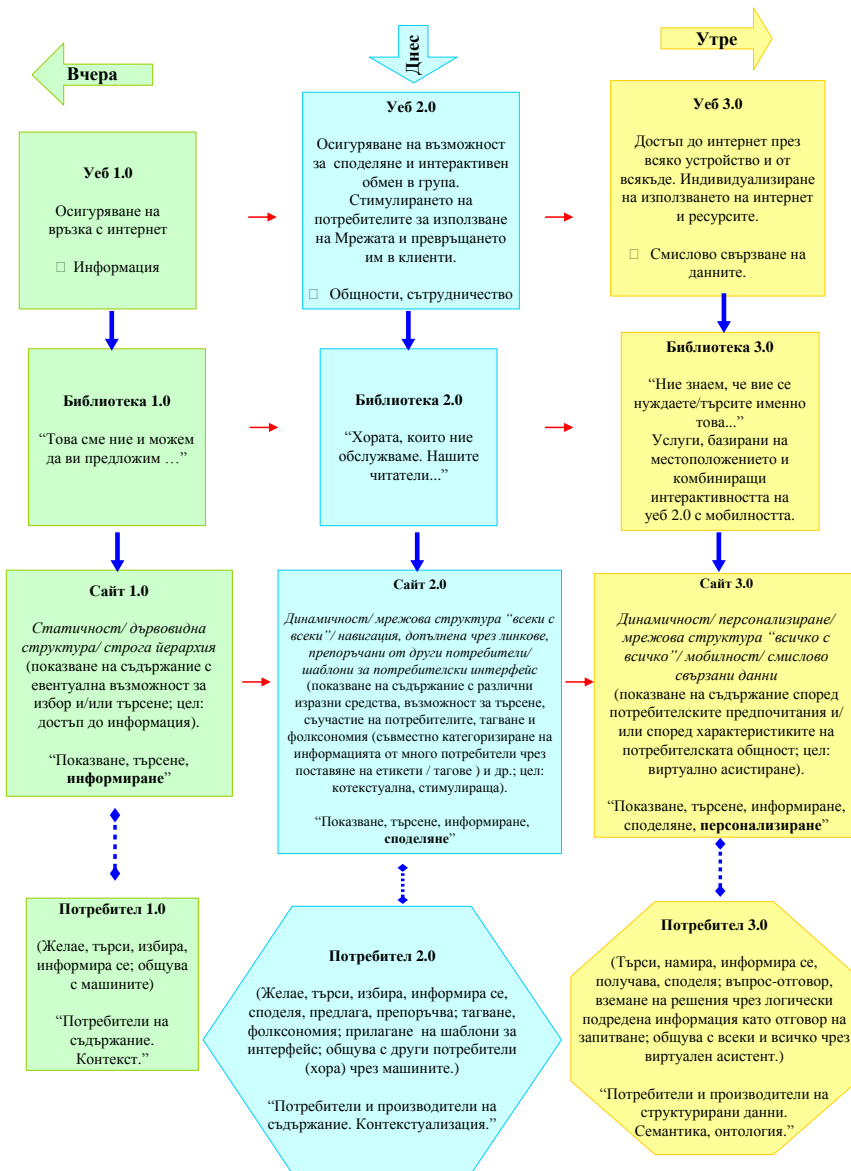 Вчера
Днес
Утре
Уеб 1.0
Осигуряване на
връзка с интернет
Информация
Уеб 2.0
Осигуряване на възможност
за споделяне и интерактивен
обмен в група.
Стимулирането на
потребителите за използване
на Мрежата и превръщането
им в клиенти.
Общности, сътрудничество
Уеб 3.0
Достъп до интернет през
всяко устройство и от
всякъде. Индивидуализиране
на използването на интернет
и ресурсите.
Смислово свързване на
данните.
Библиотека 1.0
“Това сме ние и можем
да ви предложим …”
Библиотека 2.0
“Хората, които ние
обслужваме. Нашите
читатели...”
Библиотека 3.0
“Ние знаем, че вие се
нуждаете/търсите именно
това...”
Услуги, базирани на
местоположението и
комбиниращи
интерактивността на
уеб 2.0 с мобилността.
Сайт 1.0
Статичност/ дървовидна
структура/ строга йерархия
(показване на съдържание с
евентуална възможност за
избор и/или търсене; цел:
достъп до информация).
“Показване, търсене,
информиране”
Сайт 2.0
Динамичност/ мрежова структура “всеки с
всеки”/ навигация, допълнена чрез линкове,
препоръчани от други потребители/
шаблони за потребителски интерфейс
(показване на съдържание с различни
изразни средства, възможност за търсене,
съучастие на потребителите, тагване и
фолксономия (съвместно категоризиране на
информацията от много потребители чрез
поставяне на етикети / тагове ) и др.; цел:
котекстуална, стимулираща).
“Показване, търсене, информиране,
споделяне”
Сайт 3.0
Динамичност/ персонализиране/
мрежова структура “всичко с
всичко”/ мобилност/ смислово
свързани данни
(показване на съдържание според
потребителските предпочитания и/
или според характеристиките на
потребителската общност; цел:
виртуално асистиране).
“Показване, търсене, информиране,
споделяне, персонализиране”
Потребител 1.0
(Желае, търси, избира,
информира се; общува
с машините)
“Потребители на
съдържание.
Контекст.”
Потребител 2.0
(Желае, търси, избира, информира се,
споделя, предлага, препоръчва; тагване,
фолксономия; прилагане на шаблони за
интерфейс; общува с други потребители
(хора) чрез машините.)
“Потребители и производители на
съдържание. Контекстуализация.”
Потребител 3.0
(Търси, намира, информира се,
получава, споделя; въпрос-отговор,
вземане на решения чрез логически
подредена информация като отговор на
запитване; общува с всеки и всичко чрез
виртуален асистент.)
“Потребители и производители на
структурирани данни.
Семантика, онтология.”